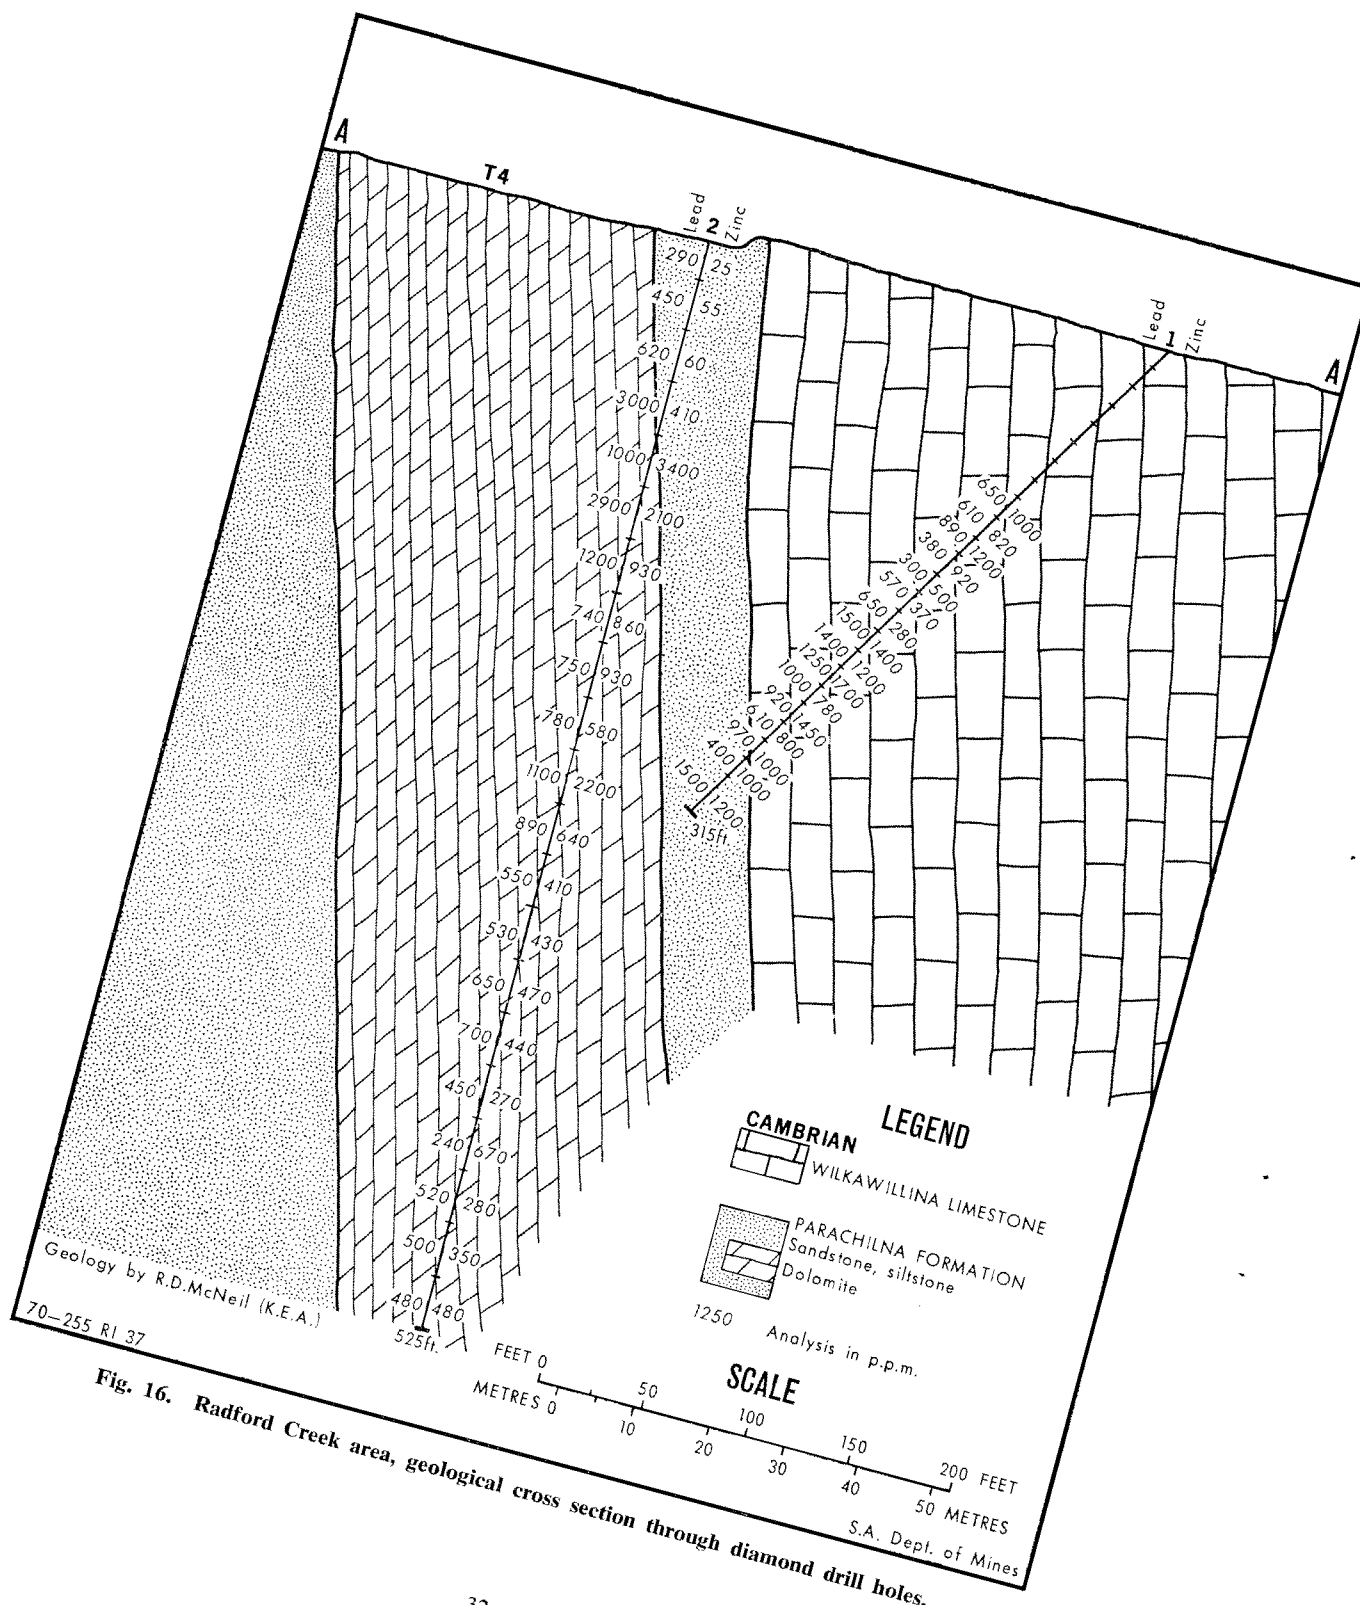 A
T4
Lead
2
Zinc
290 25
450 55
620 60
3000 410
1000 3400
2900 2100
1200 930
740 860
750 930
780 580
1100 2200
890 640
550 410
530 430
650 470
700 440
450 270
240 670
520 280
500 350
480 480
525ft.
Lead
1
Zinc
A
650 1000
610 820
890 1200
380 920
300 500
570 370
650 280
1500 1400
1400 1200
1250 1700
1000 780
920 1450
610 800
970 1000
400 1000
1500 1200
315ft.
LEGEND
CAMBRIAN
WILKAWILLINA LIMESTONE
PARACHILNA FORMATION
Sandstone, siltstone
Dolomite
1250 Analysis in p.p.m.
SCALE
FEET 0 50 100 150 200 FEET
METRES 0 10 20 30 40 50 METRES
Geology by R.D.McNeil (K.E.A.)
70–255 RI 37
S.A. Dept. of Mines
Fig. 16. Radford Creek area, geological cross section through diamond drill holes.
32